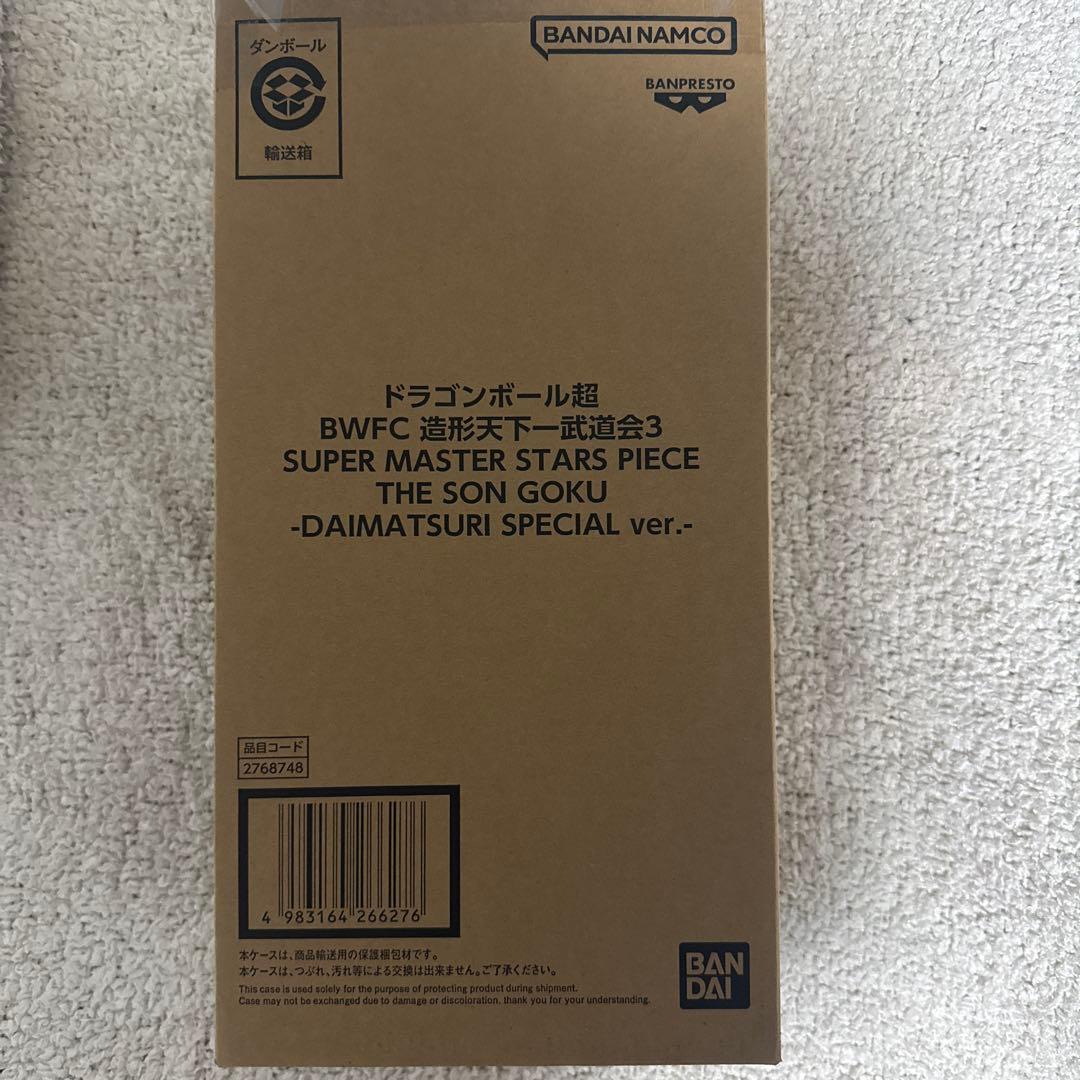 ダンボール
輸送箱
BANDAI NAMCO
BANPRESTO
ドラゴンボール超
BWFC 造形天下一武道会3
SUPER MASTER STARS PIECE
THE SON GOKU
-DAIMATSURI SPECIAL ver.-
品目コード
2768748
4 983164 266276
本ケースは、商品輸送用の保護梱包材です。
本ケースは、つぶれ、汚れ等による交換は出来ません。ご了承ください。
This case is used solely for the purpose of protecting product during shipment.
Case may not be exchanged due to damage or discoloration, thank you for your understanding.
BAN
DAI